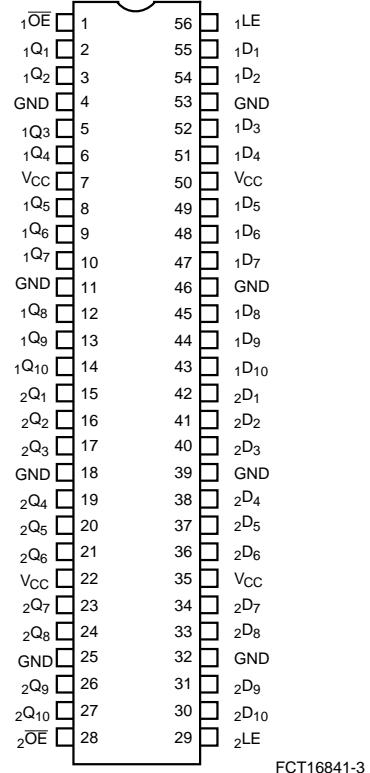 1OE 1 56 1LE
1Q1 2 55 1D1
1Q2 3 54 1D2
GND 4 53 GND
1Q3 5 52 1D3
1Q4 6 51 1D4
VCC 7 50 VCC
1Q5 8 49 1D5
1Q6 9 48 1D6
1Q7 10 47 1D7
GND 11 46 GND
1Q8 12 45 1D8
1Q9 13 44 1D9
1Q10 14 43 1D10
2Q1 15 42 2D1
2Q2 16 41 2D2
2Q3 17 40 2D3
GND 18 39 GND
2Q4 19 38 2D4
2Q5 20 37 2D5
2Q6 21 36 2D6
VCC 22 35 VCC
2Q7 23 34 2D7
2Q8 24 33 2D8
GND 25 32 GND
2Q9 26 31 2D9
2Q10 27 30 2D10
2OE 28 29 2LE
FCT16841-3